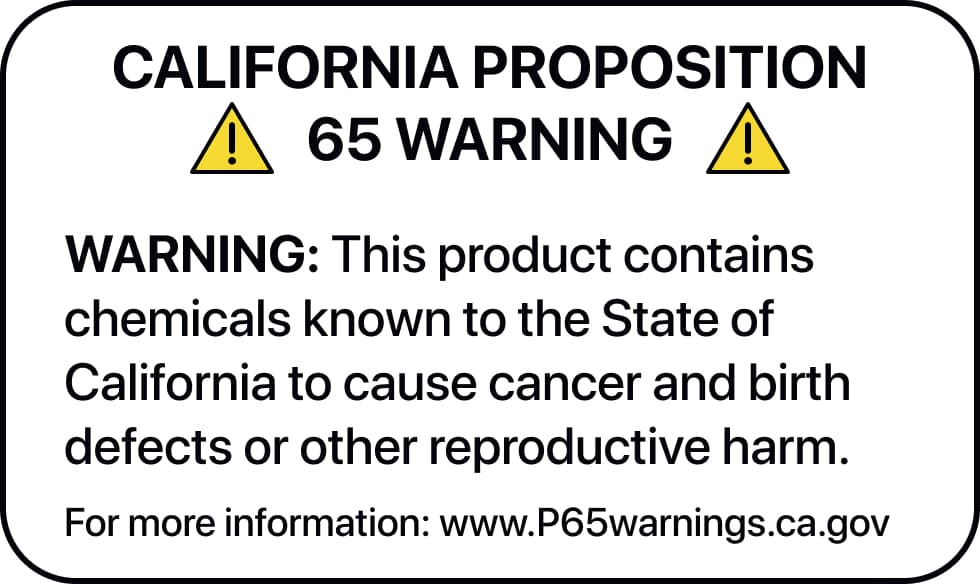 CALIFORNIA PROPOSITION
65 WARNING
WARNING: This product contains
chemicals known to the State of
California to cause cancer and birth
defects or other reproductive harm.
For more information: www.P65warnings.ca.gov